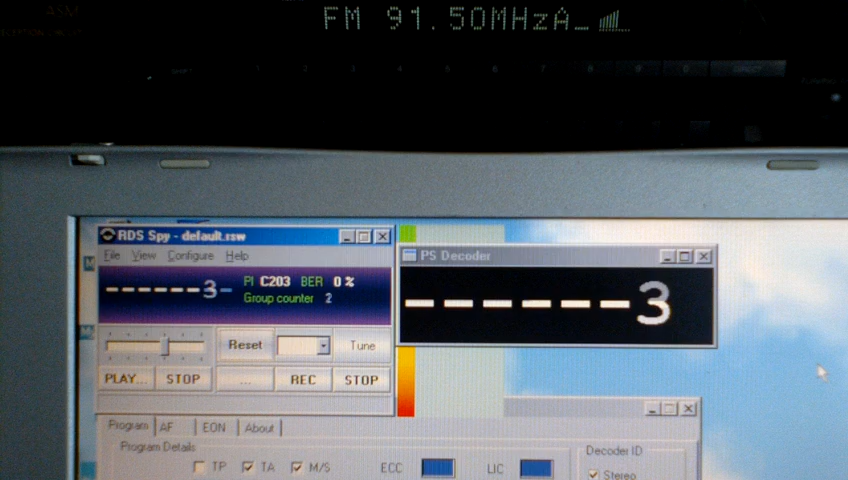 ASM
FM 91.50MHzA_
RDS Spy - default.rsw
File View Configure Help
------3-
PI C203 BER 0 %
Group counter 2
Reset
Tune
PLAY... STOP ... REC STOP
PS Decoder
------3
Program AF EON About
Program Details
TP TA M/S ECC LIC
Decoder ID
Stereo